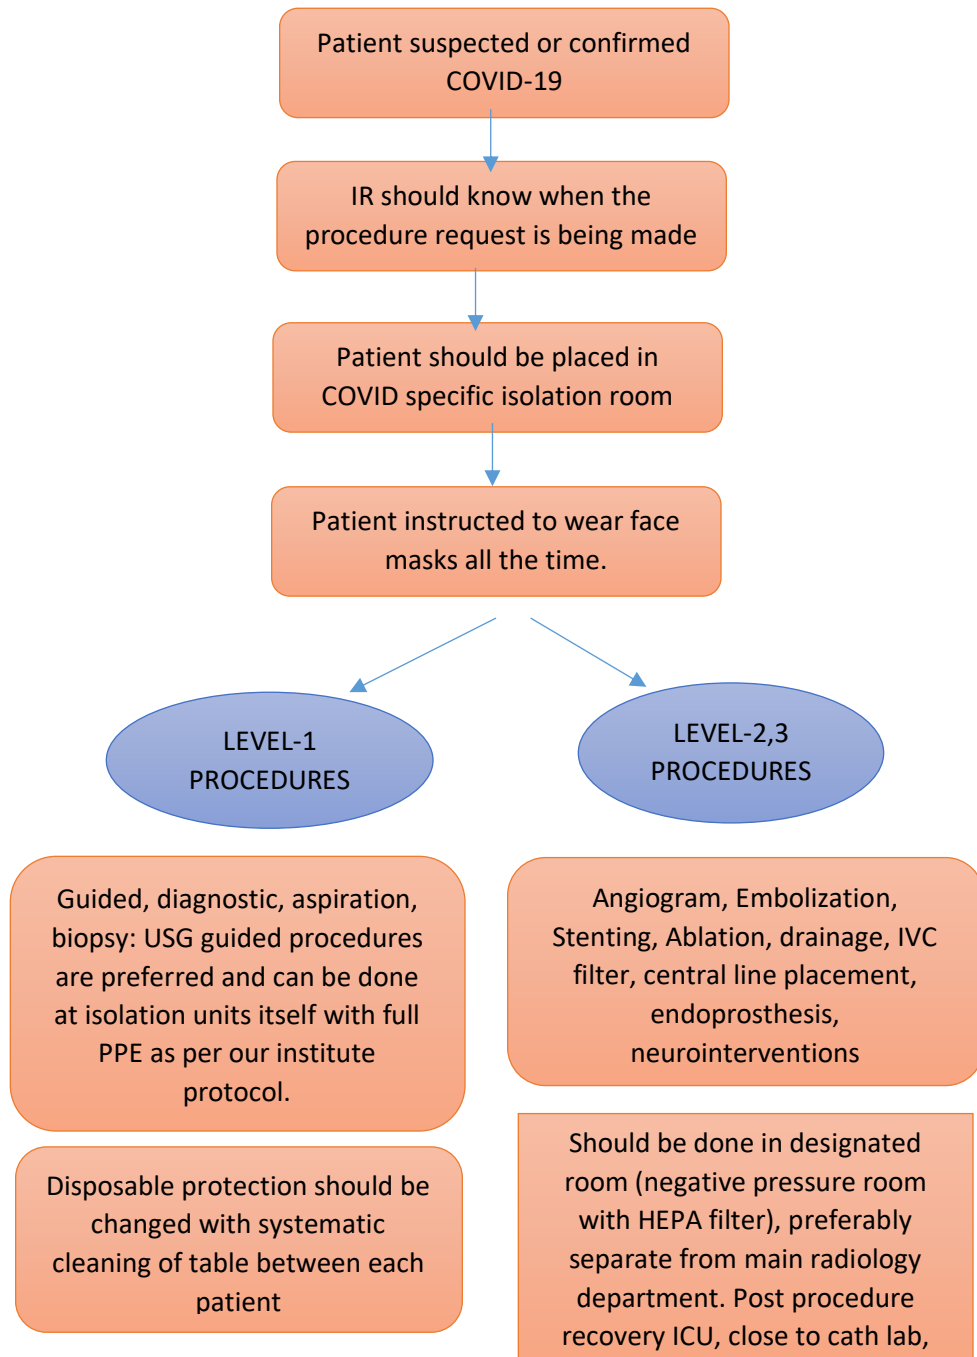 Patient suspected or confirmed
COVID-19
IR should know when the
procedure request is being made
Patient should be placed in
COVID specific isolation room
Patient instructed to wear face
masks all the time.
LEVEL-1
PROCEDURES
LEVEL-2,3
PROCEDURES
Guided, diagnostic, aspiration,
biopsy: USG guided procedures
are preferred and can be done
at isolation units itself with full
PPE as per our institute
protocol.
Angiogram, Embolization,
Stenting, Ablation, drainage, IVC
filter, central line placement,
endoprosthesis,
neurointerventions
Disposable protection should be
changed with systematic
cleaning of table between each
patient
Should be done in designated
room (negative pressure room
with HEPA filter), preferably
separate from main radiology
department. Post procedure
recovery ICU, close to cath lab,